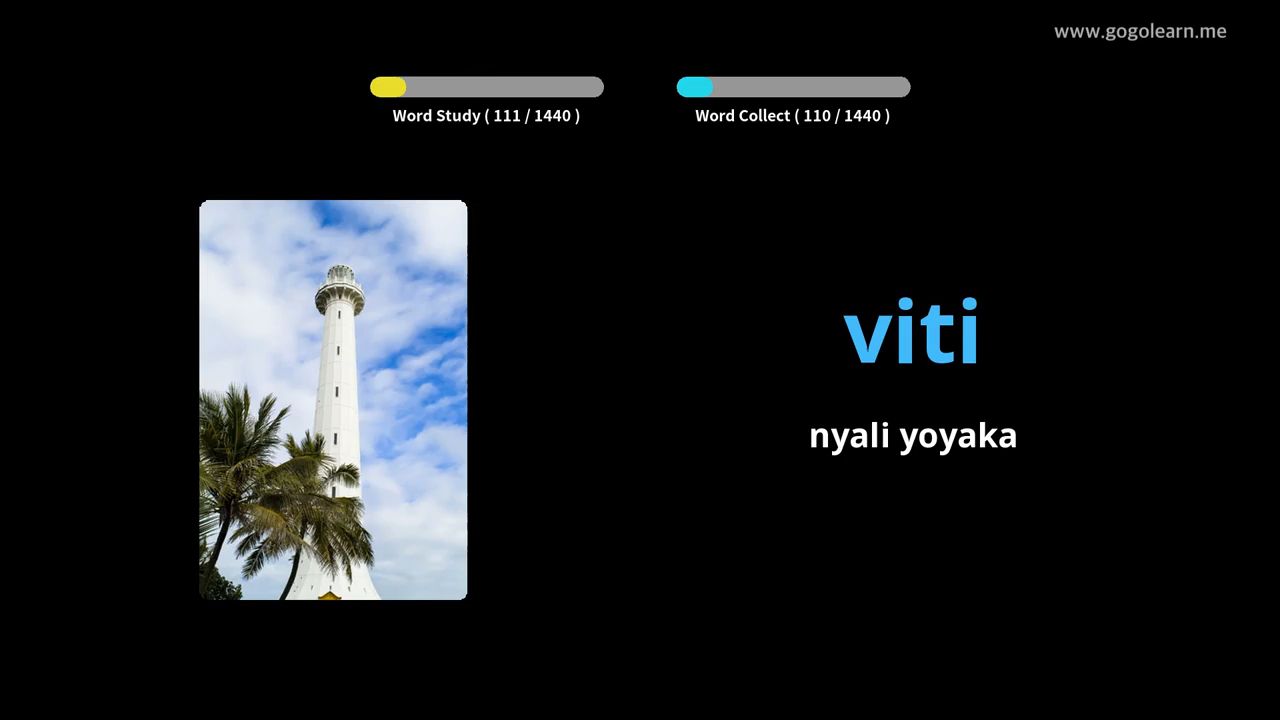 www.gogolearn.me
Word Study ( 111 / 1440 )
Word Collect ( 110 / 1440 )
viti
nyali yoyaka